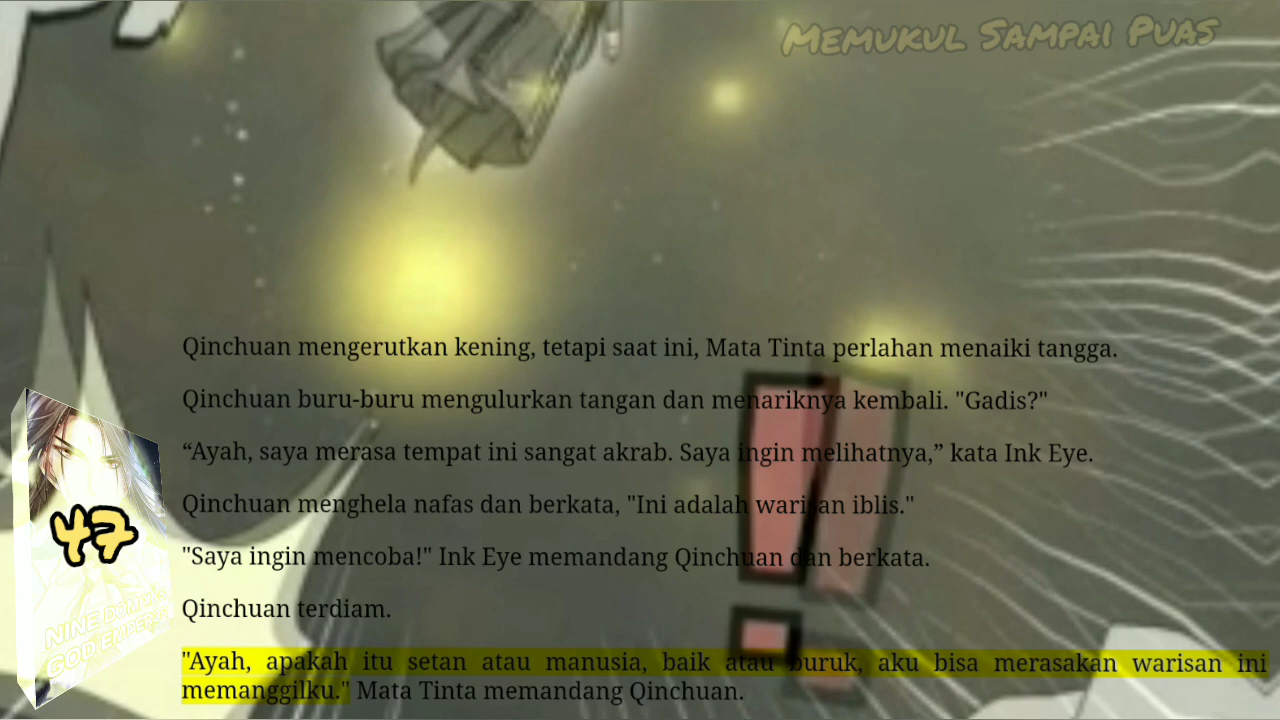 Memukul Sampai Puas
Qinchuan mengerutkan kening, tetapi saat ini, Mata Tinta perlahan menaiki tangga.
Qinchuan buru-buru mengulurkan tangan dan menariknya kembali. "Gadis?"
“Ayah, saya merasa tempat ini sangat akrab. Saya ingin melihatnya,” kata Ink Eye.
Qinchuan menghela nafas dan berkata, "Ini adalah warisan iblis."
"Saya ingin mencoba!" Ink Eye memandang Qinchuan dan berkata.
Qinchuan terdiam.
"Ayah, apakah itu setan atau manusia, baik atau buruk, aku bisa merasakan warisan ini
memanggilku." Mata Tinta memandang Qinchuan.
47
NINE DOMAINS
GOD EMPEROR